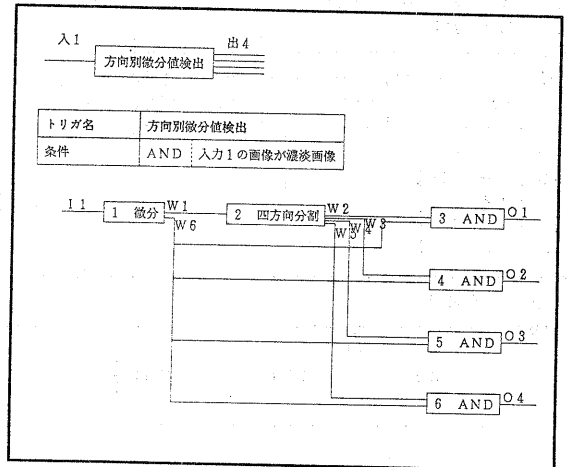 入1
出4
方向別微分値検出
トリガ名 方向別微分値検出
条件 AND 入力1の画像が濃淡画像
I1 1 微分 W1 2 四方向分割 W2 3 AND O1
W6 W5 W4 W3
4 AND O2
5 AND O3
6 AND O4